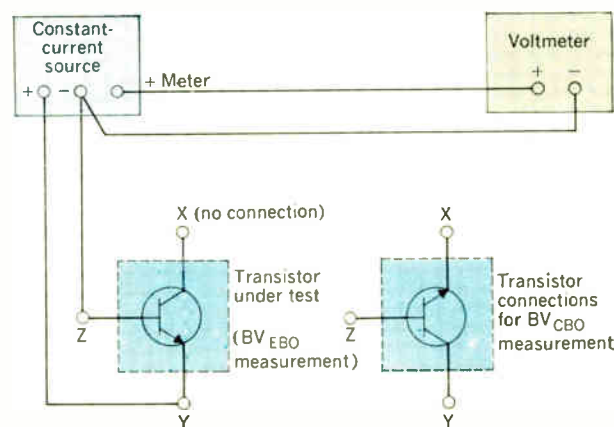 Constant-
current
source
+ − + Meter
Voltmeter
+ −
X (no connection)
Transistor
under test
(BV EBO
measurement)
Z
Y
X
Transistor
connections
for BV CBO
measurement
Z
Y